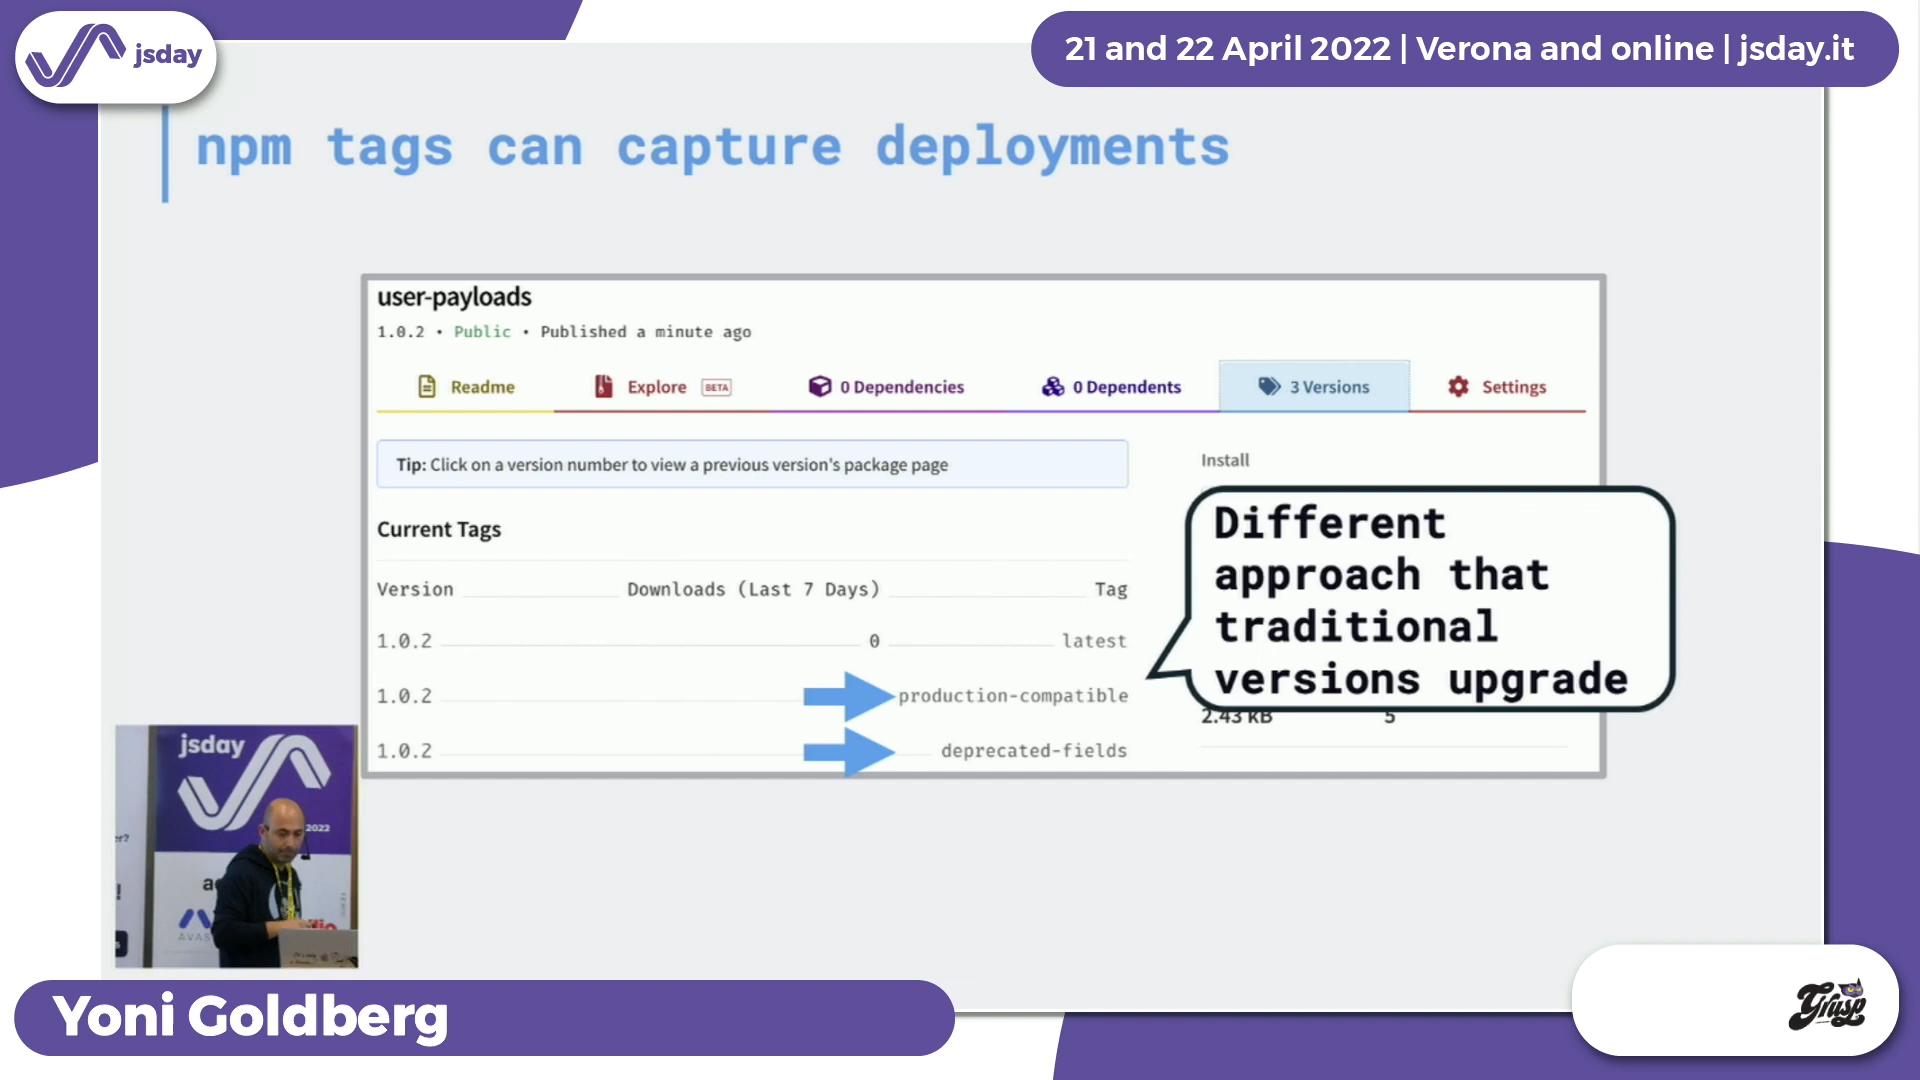 jsday
21 and 22 April 2022 | Verona and online | jsday.it
npm tags can capture deployments
user-payloads
1.0.2 • Public • Published a minute ago
Readme
Explore BETA
0 Dependencies
0 Dependents
3 Versions
Settings
Tip: Click on a version number to view a previous version's package page
Install
Current Tags
Version Downloads (Last 7 Days) Tag
1.0.2 0 latest
1.0.2 production-compatible
1.0.2 deprecated-fields
Different
approach that
traditional
versions upgrade
2.43 kB 5
jsday
2022
AVAS
Yoni Goldberg
Grusp